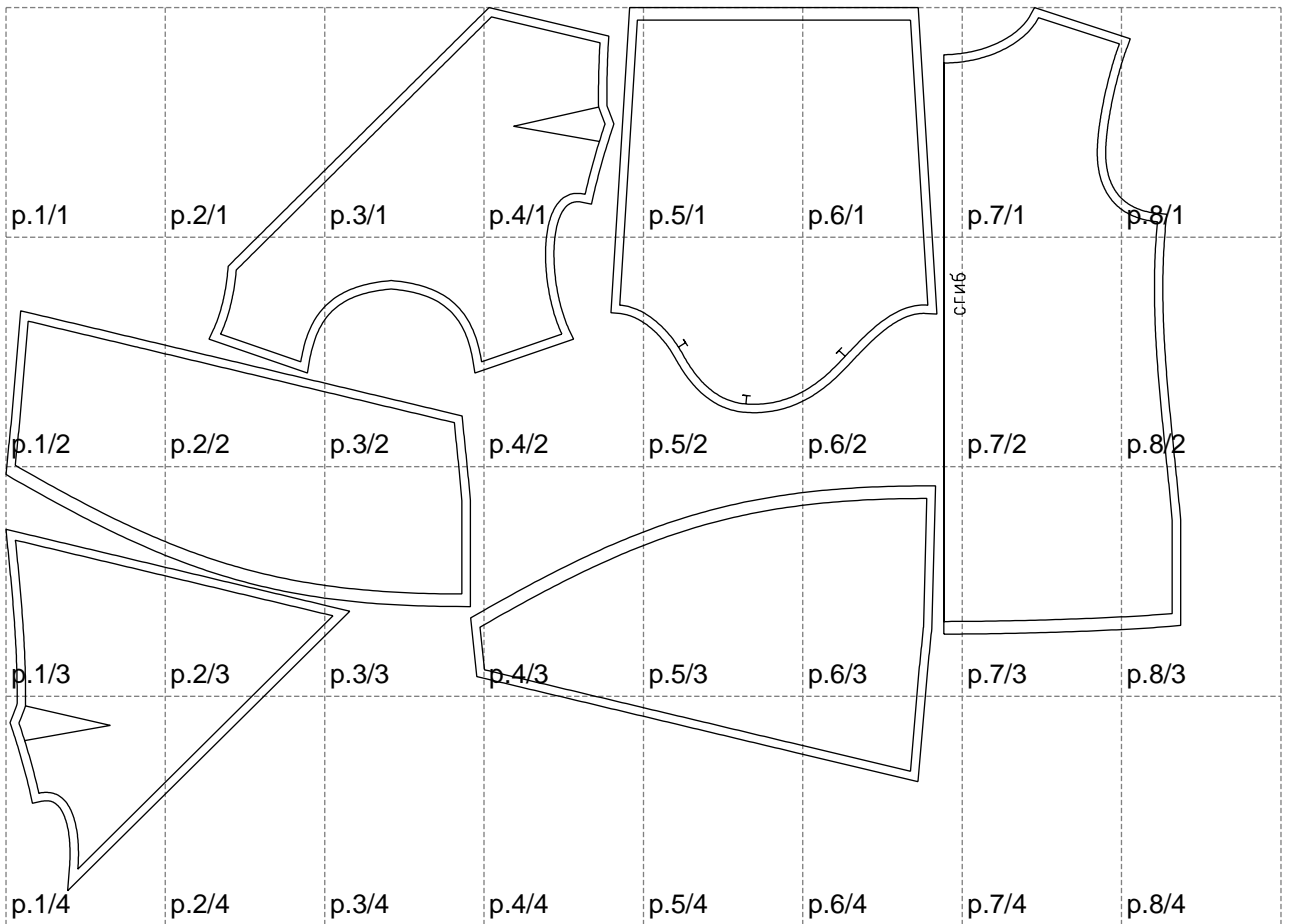 p.1/1 p.2/1 p.3/1 p.4/1 p.5/1 p.6/1 p.7/1 p.8/1
сгиб
p.1/2 p.2/2 p.3/2 p.4/2 p.5/2 p.6/2 p.7/2 p.8/2
p.1/3 p.2/3 p.3/3 p.4/3 p.5/3 p.6/3 p.7/3 p.8/3
p.1/4 p.2/4 p.3/4 p.4/4 p.5/4 p.6/4 p.7/4 p.8/4